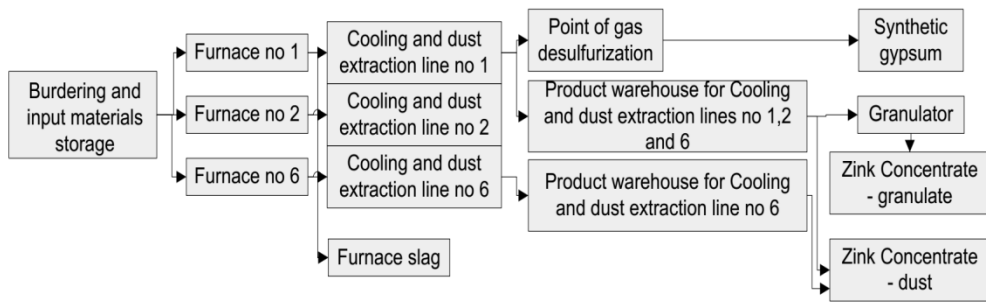 Burdering and
input materials
storage
Furnace no 1
Furnace no 2
Furnace no 6
Cooling and dust
extraction line no 1
Cooling and dust
extraction line no 2
Cooling and dust
extraction line no 6
Furnace slag
Point of gas
desulfurization
Product warehouse for Cooling
and dust extraction lines no 1,2
and 6
Product warehouse for Cooling
and dust extraction line no 6
Synthetic
gypsum
Granulator
Zink Concentrate
- granulate
Zink Concentrate
- dust